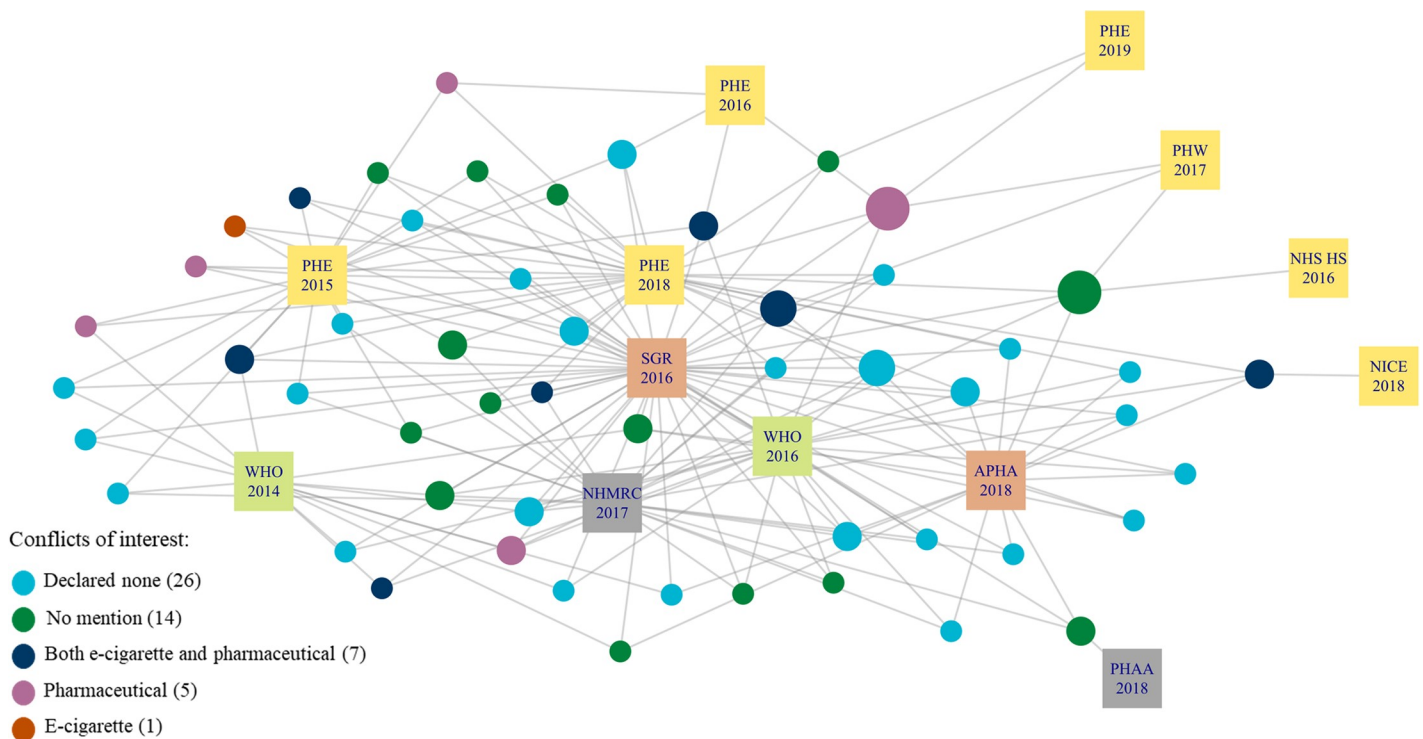 PHE
2019
PHE
2016
PHW
2017
NHS HS
2016
PHE
2015
PHE
2018
SGR
2016
NICE
2018
WHO
2016
WHO
2014
APHA
2018
NHMRC
2017
PHAA
2018
Conflicts of interest:
Declared none (26)
No mention (14)
Both e-cigarette and pharmaceutical (7)
Pharmaceutical (5)
E-cigarette (1)